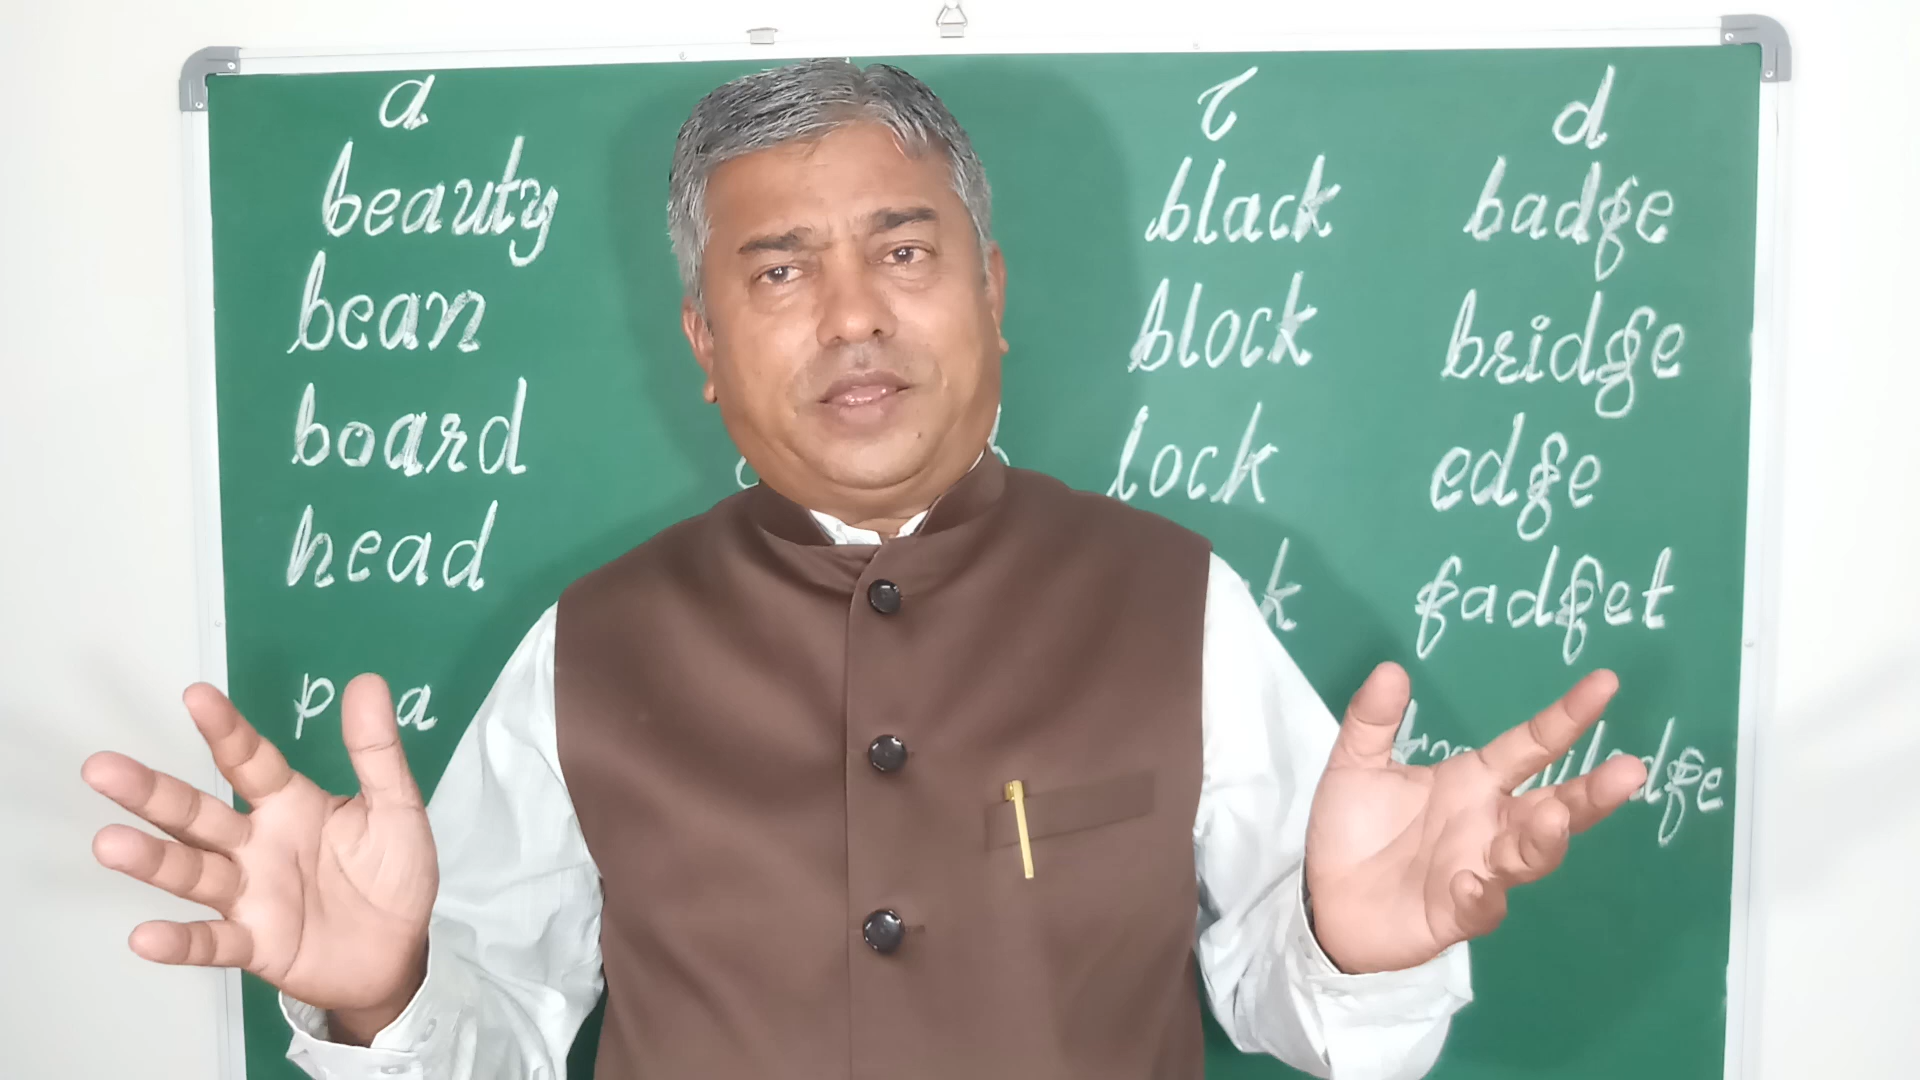 a
beauty
bean
board
head
c
black
block
lock
d
badge
bridge
edge
gadget